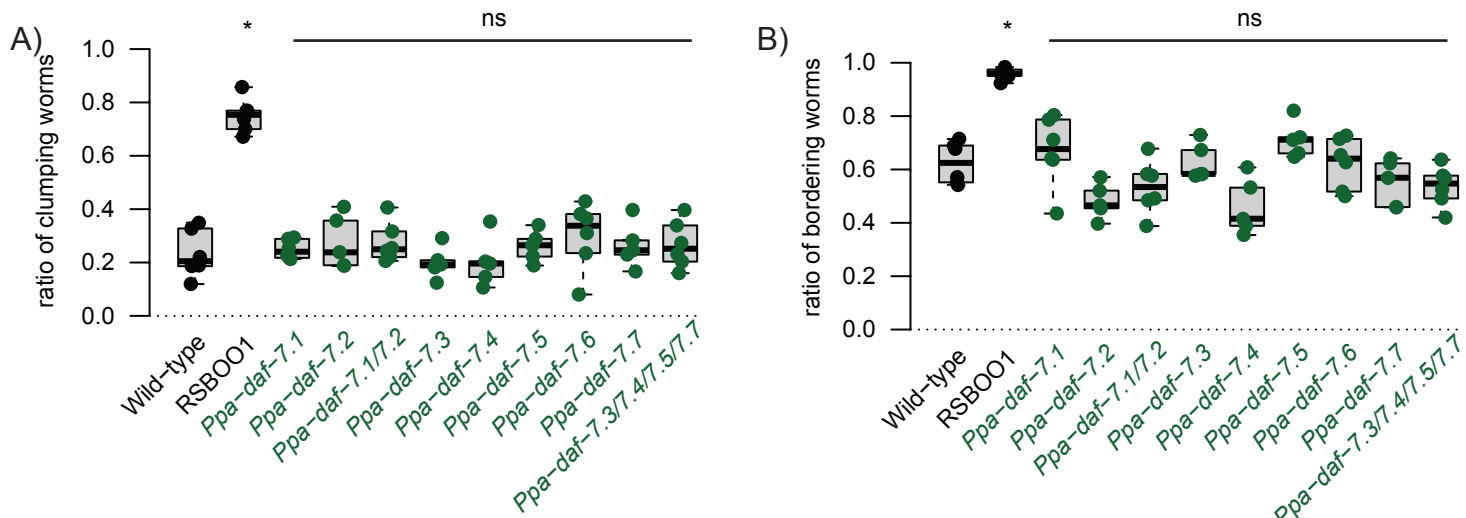 A)
*
ns
ratio of clumping worms
1.0
0.8
0.6
0.4
0.2
0.0
Wild−type
RSBOO1
Ppa−daf−7.1
Ppa−daf−7.2
Ppa−daf−7.1/7.2
Ppa−daf−7.3
Ppa−daf−7.4
Ppa−daf−7.5
Ppa−daf−7.6
Ppa−daf−7.7
Ppa−daf−7.3/7.4/7.5/7.7
B)
*
ns
ratio of bordering worms
1.0
0.8
0.6
0.4
0.2
0.0
Wild−type
RSBOO1
Ppa−daf−7.1
Ppa−daf−7.2
Ppa−daf−7.1/7.2
Ppa−daf−7.3
Ppa−daf−7.4
Ppa−daf−7.5
Ppa−daf−7.6
Ppa−daf−7.7
Ppa−daf−7.3/7.4/7.5/7.7